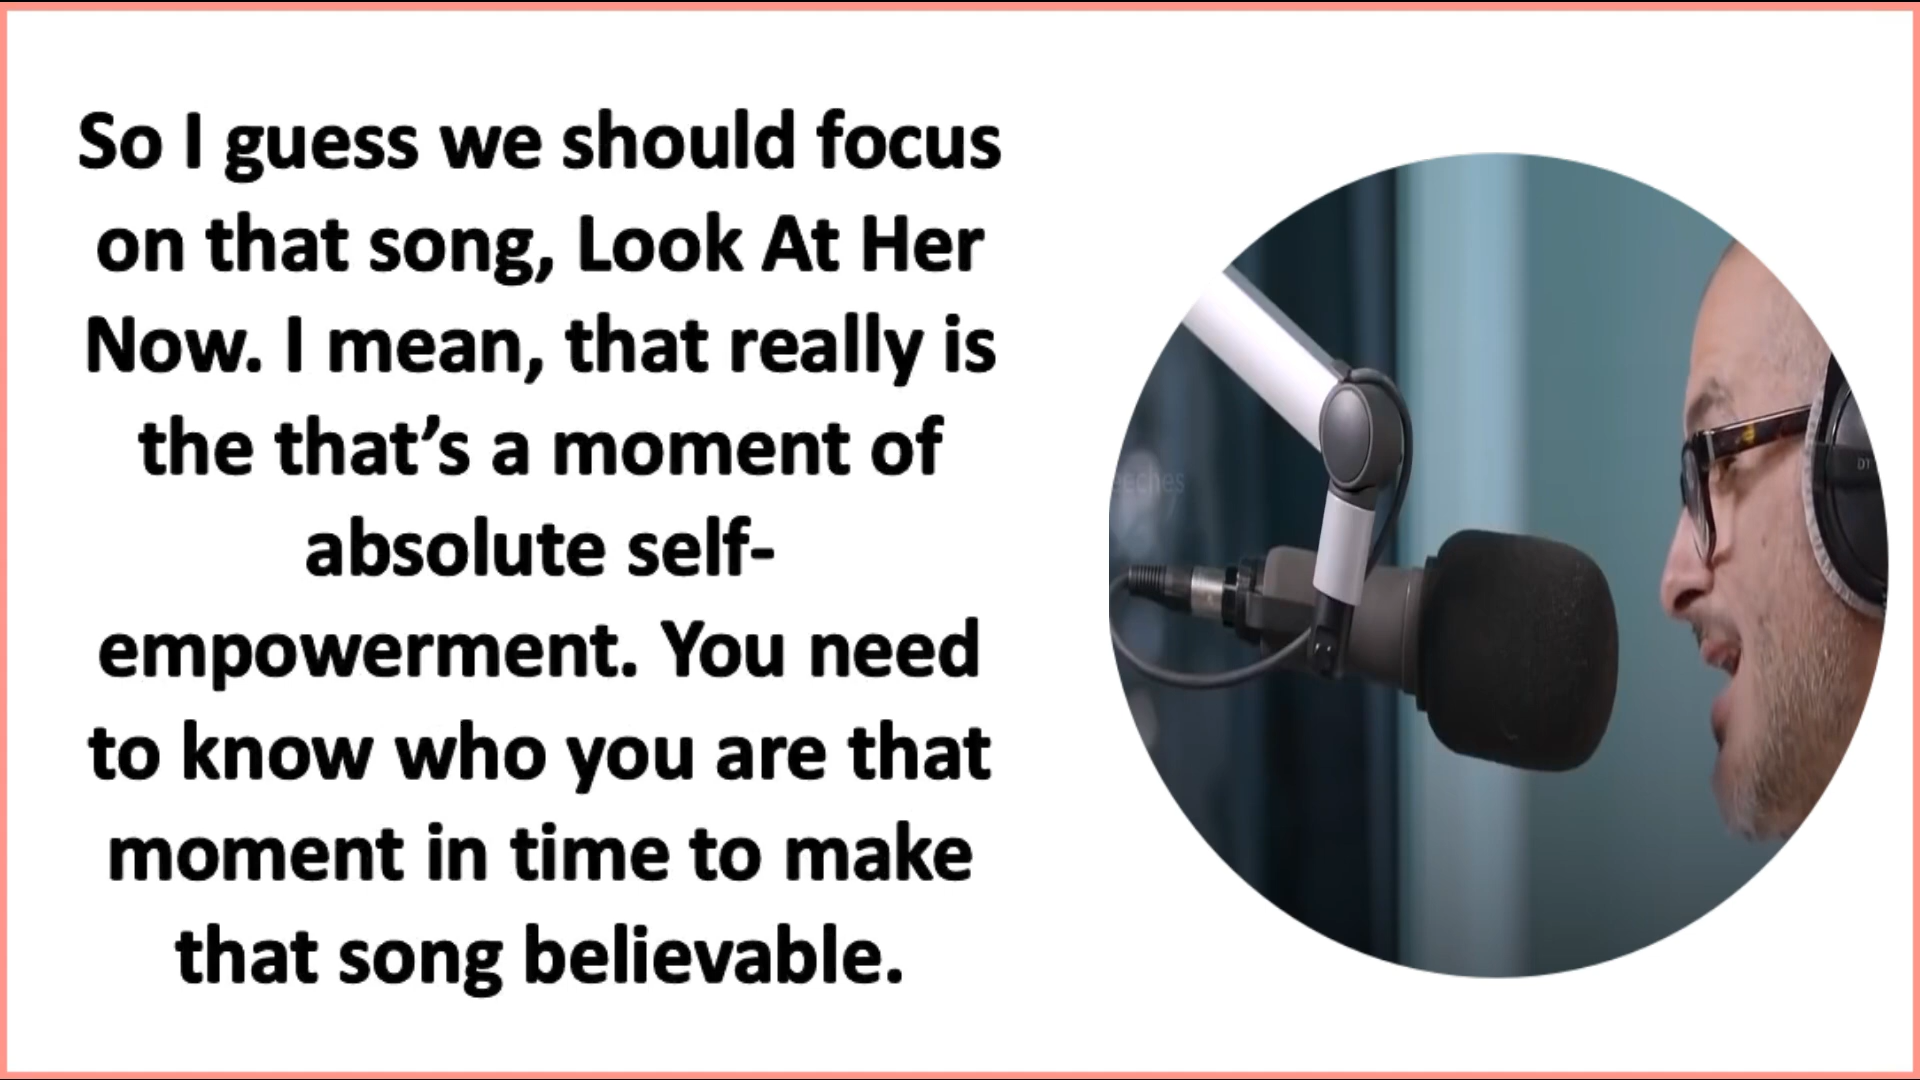 So I guess we should focus
on that song, Look At Her
Now. I mean, that really is
the that’s a moment of
absolute self-
empowerment. You need
to know who you are that
moment in time to make
that song believable.
eeches
DT